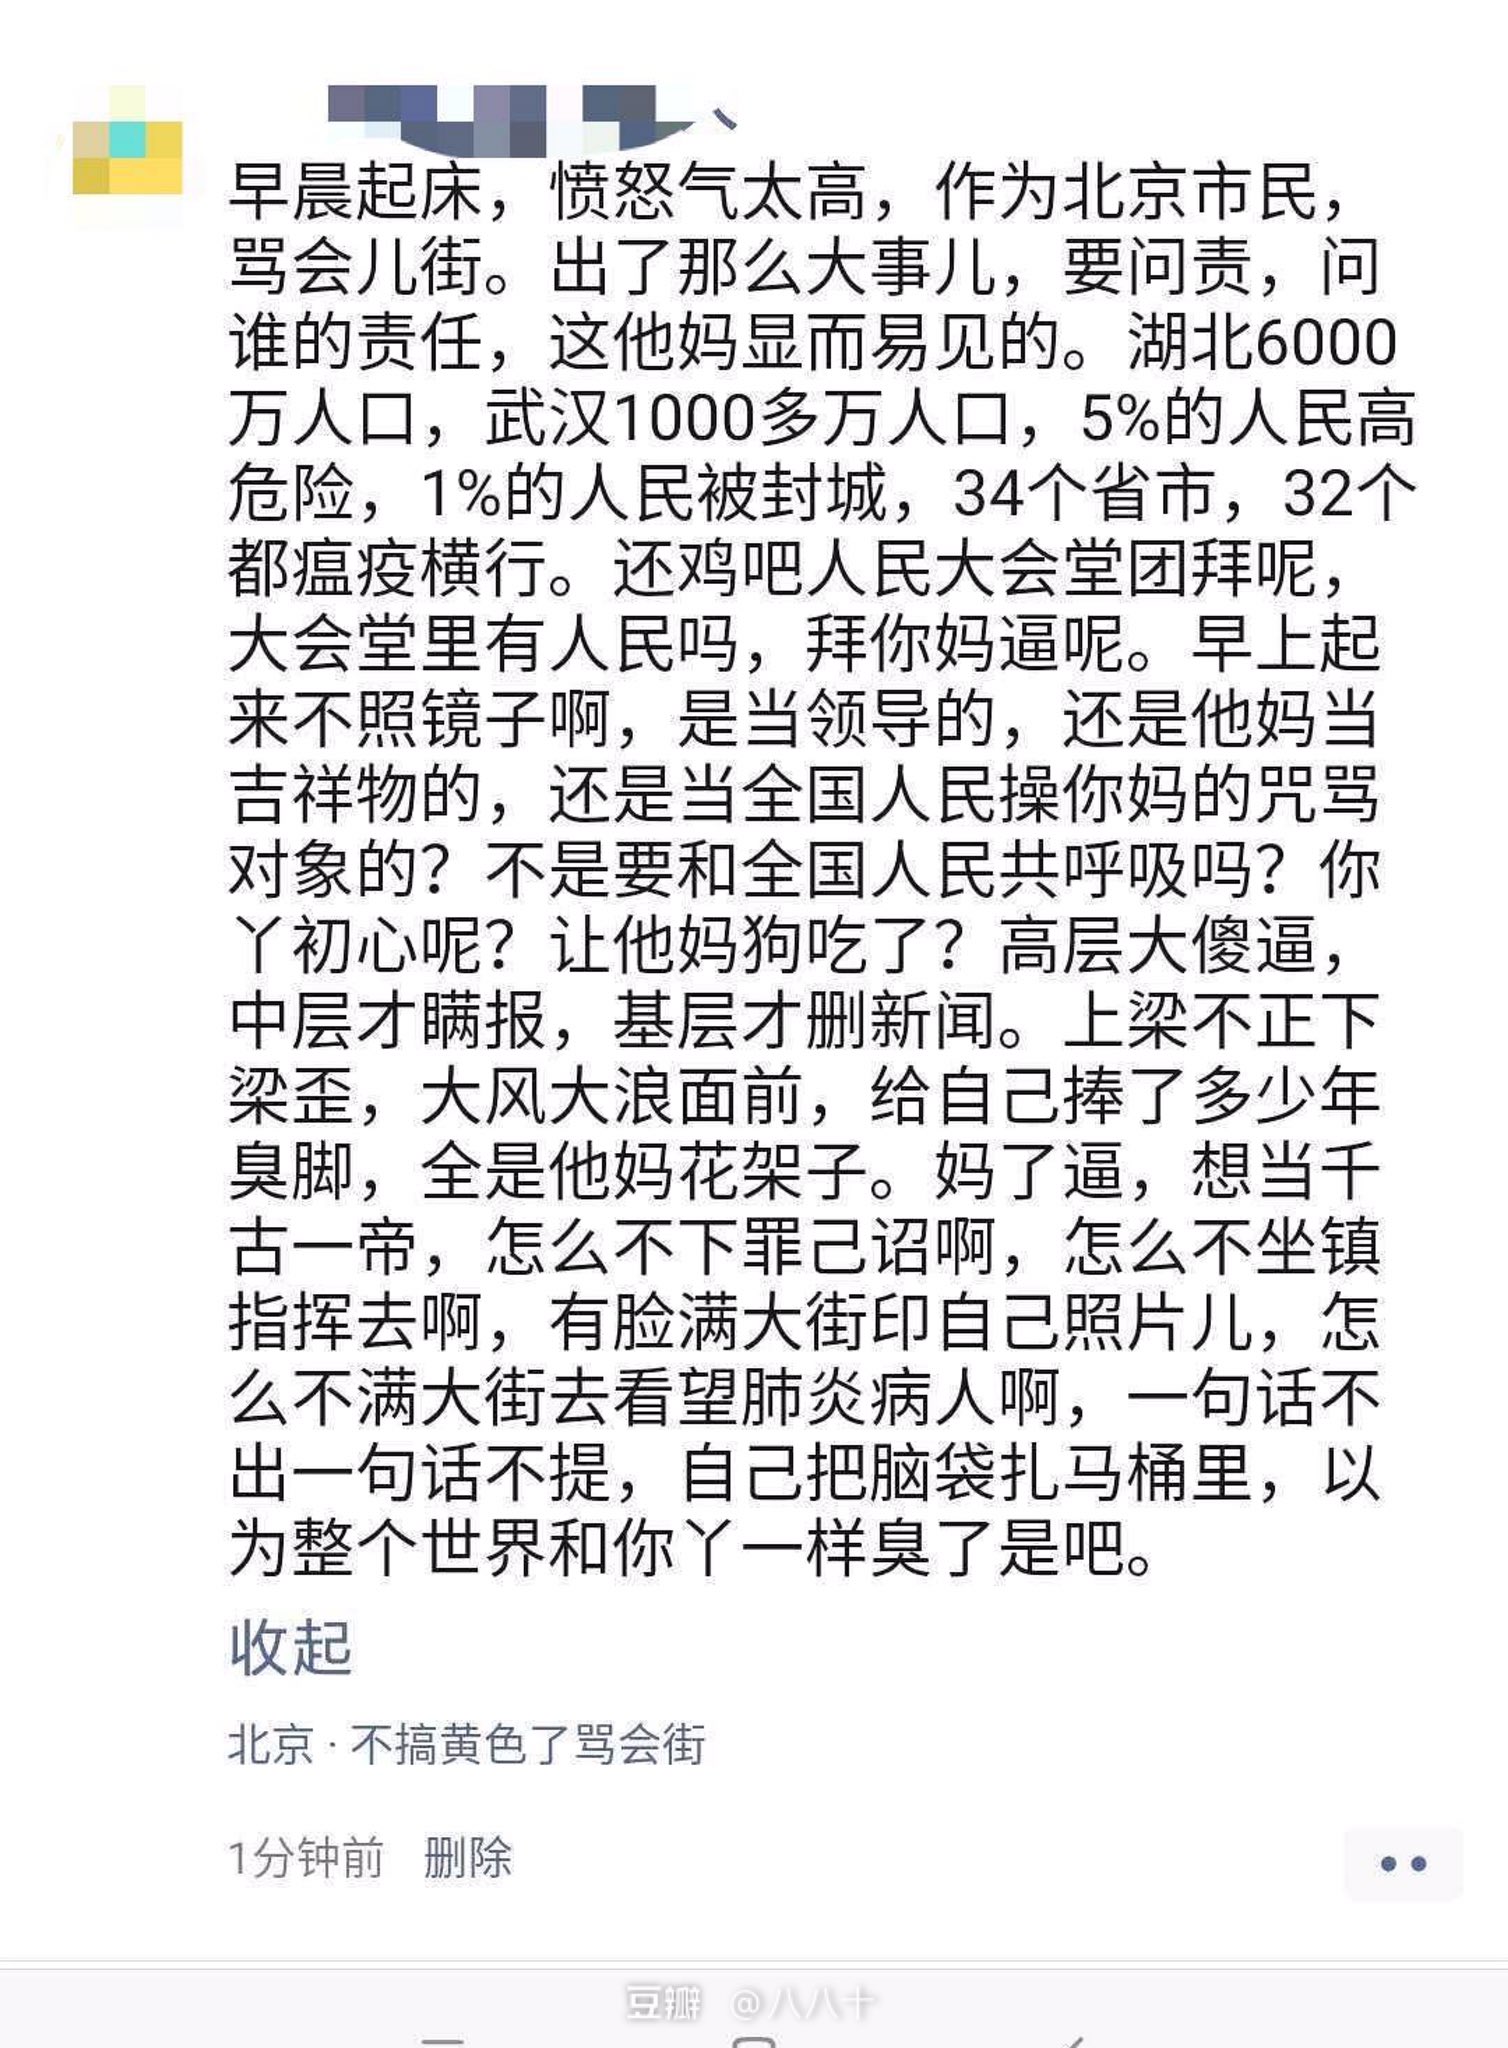 早晨起床，愤怒气太高，作为北京市民，
骂会儿街。出了那么大事儿，要问责，问
谁的责任，这他妈显而易见的。湖北6000
万人口，武汉1000多万人口，5%的人民高
危险，1%的人民被封城，34个省市，32个
都瘟疫横行。还鸡吧人民大会堂团拜呢，
大会堂里有人民吗，拜你妈逼呢。早上起
来不照镜子啊，是当领导的，还是他妈当
吉祥物的，还是当全国人民操你妈的咒骂
对象的？不是要和全国人民共呼吸吗？你
丫初心呢？让他妈狗吃了？高层大傻逼，
中层才瞒报，基层才删新闻。上梁不正下
梁歪，大风大浪面前，给自己捧了多少年
臭脚，全是他妈花架子。妈了逼，想当千
古一帝，怎么不下罪己诏啊，怎么不坐镇
指挥去啊，有脸满大街印自己照片儿，怎
么不满大街去看望肺炎病人啊，一句话不
出一句话不提，自己把脑袋扎马桶里，以
为整个世界和你丫一样臭了是吧。
收起
北京 · 不搞黄色了骂会街
1分钟前 删除
豆瓣 @八八十